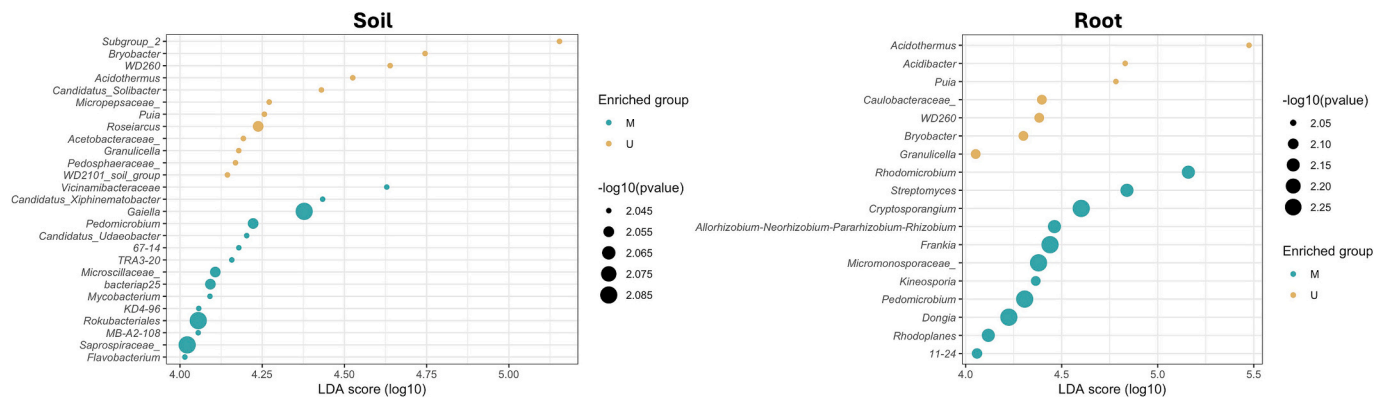 Soil
Subgroup_2
Bryobacter
WD260
Acidothermus
Candidatus_Solibacter
Micropepsaceae_
Puia
Roseiarcus
Acetobacteraceae_
Granulicella
Pedosphaeraceae_
WD2101_soil_group
Vicinamibacteraceae
Candidatus_Xiphinematobacter
Gaiella
Pedomicrobium
Candidatus_Udaeobacter
67-14
TRA3-20
Microscillaceae_
bacteriap25
Mycobacterium
KD4-96
Rokubacteriales
MB-A2-108
Saprospiraceae_
Flavobacterium
4.00 4.25 4.50 4.75 5.00
LDA score (log10)
Enriched group
M
U
-log10(pvalue)
2.045
2.055
2.065
2.075
2.085
Root
Acidothermus
Acidibacter
Puia
Caulobacteraceae_
WD260
Bryobacter
Granulicella
Rhodomicrobium
Streptomyces
Cryptosporangium
Allorhizobium-Neorhizobium-Pararhizobium-Rhizobium
Frankia
Micromonosporaceae_
Kineosporia
Pedomicrobium
Dongia
Rhodoplanes
11-24
4.0 4.5 5.0 5.5
LDA score (log10)
-log10(pvalue)
2.05
2.10
2.15
2.20
2.25
Enriched group
M
U